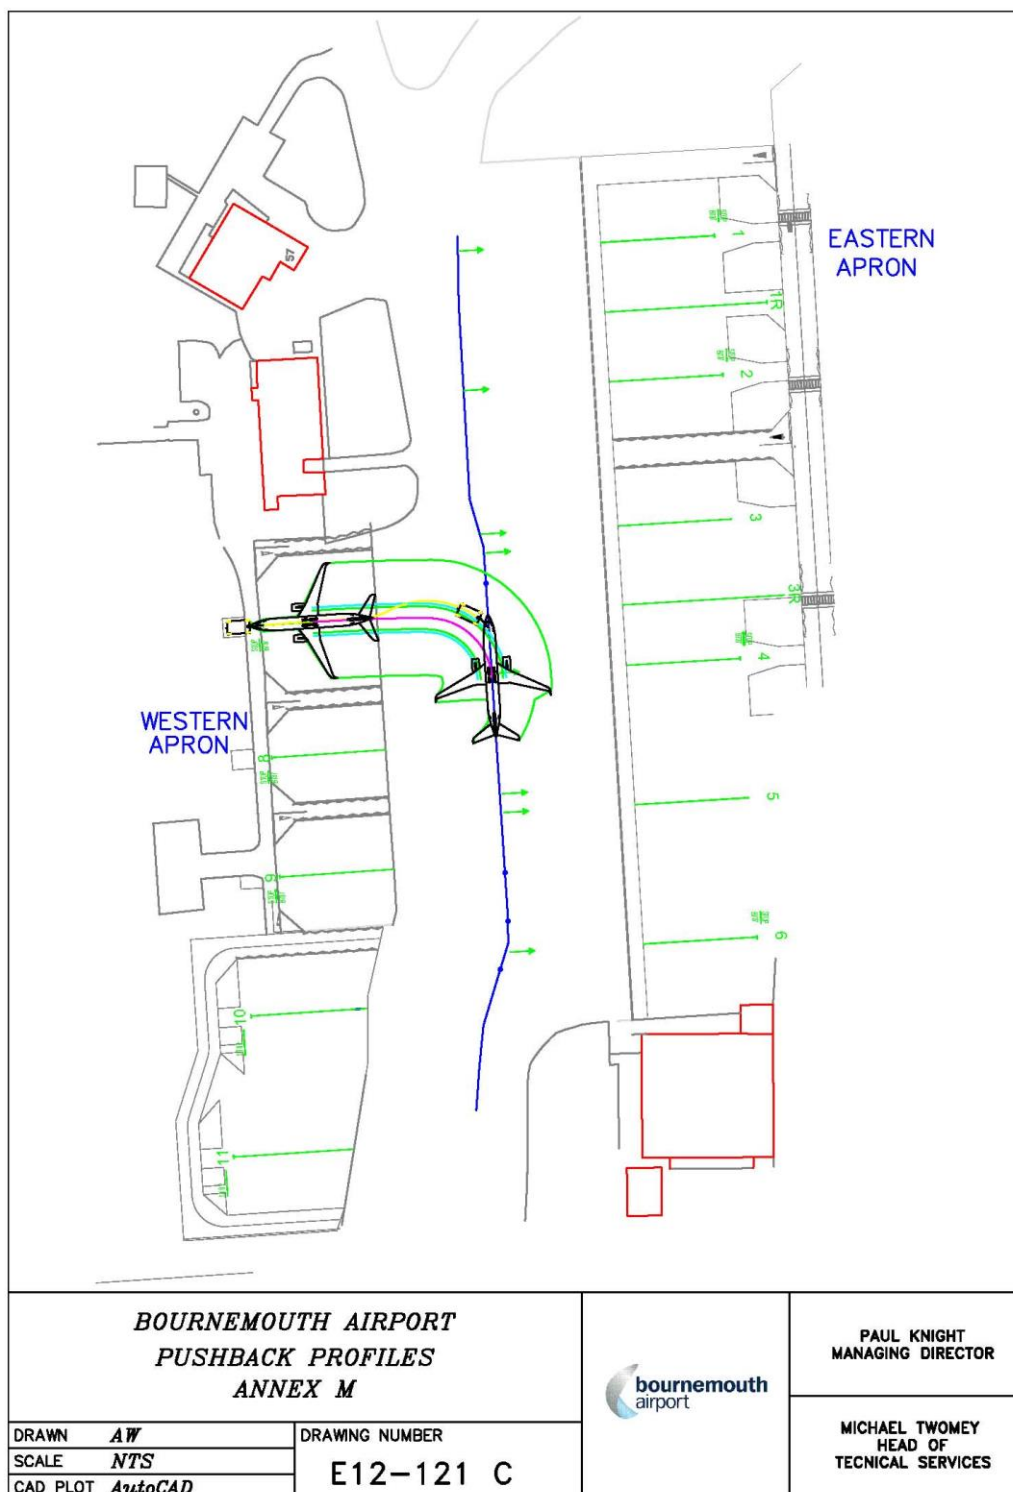 57
EASTERN
APRON
1
1R
2
3
3R
4
5
6
WESTERN
APRON
8
9
10
11
BOURNEMOUTH AIRPORT
PUSHBACK PROFILES
ANNEX M
DRAWN AW
SCALE NTS
CAD PLOT AutoCAD
DRAWING NUMBER
E12-121 C
bournemouth
airport
PAUL KNIGHT
MANAGING DIRECTOR
MICHAEL TWOMEY
HEAD OF
TECNICAL SERVICES